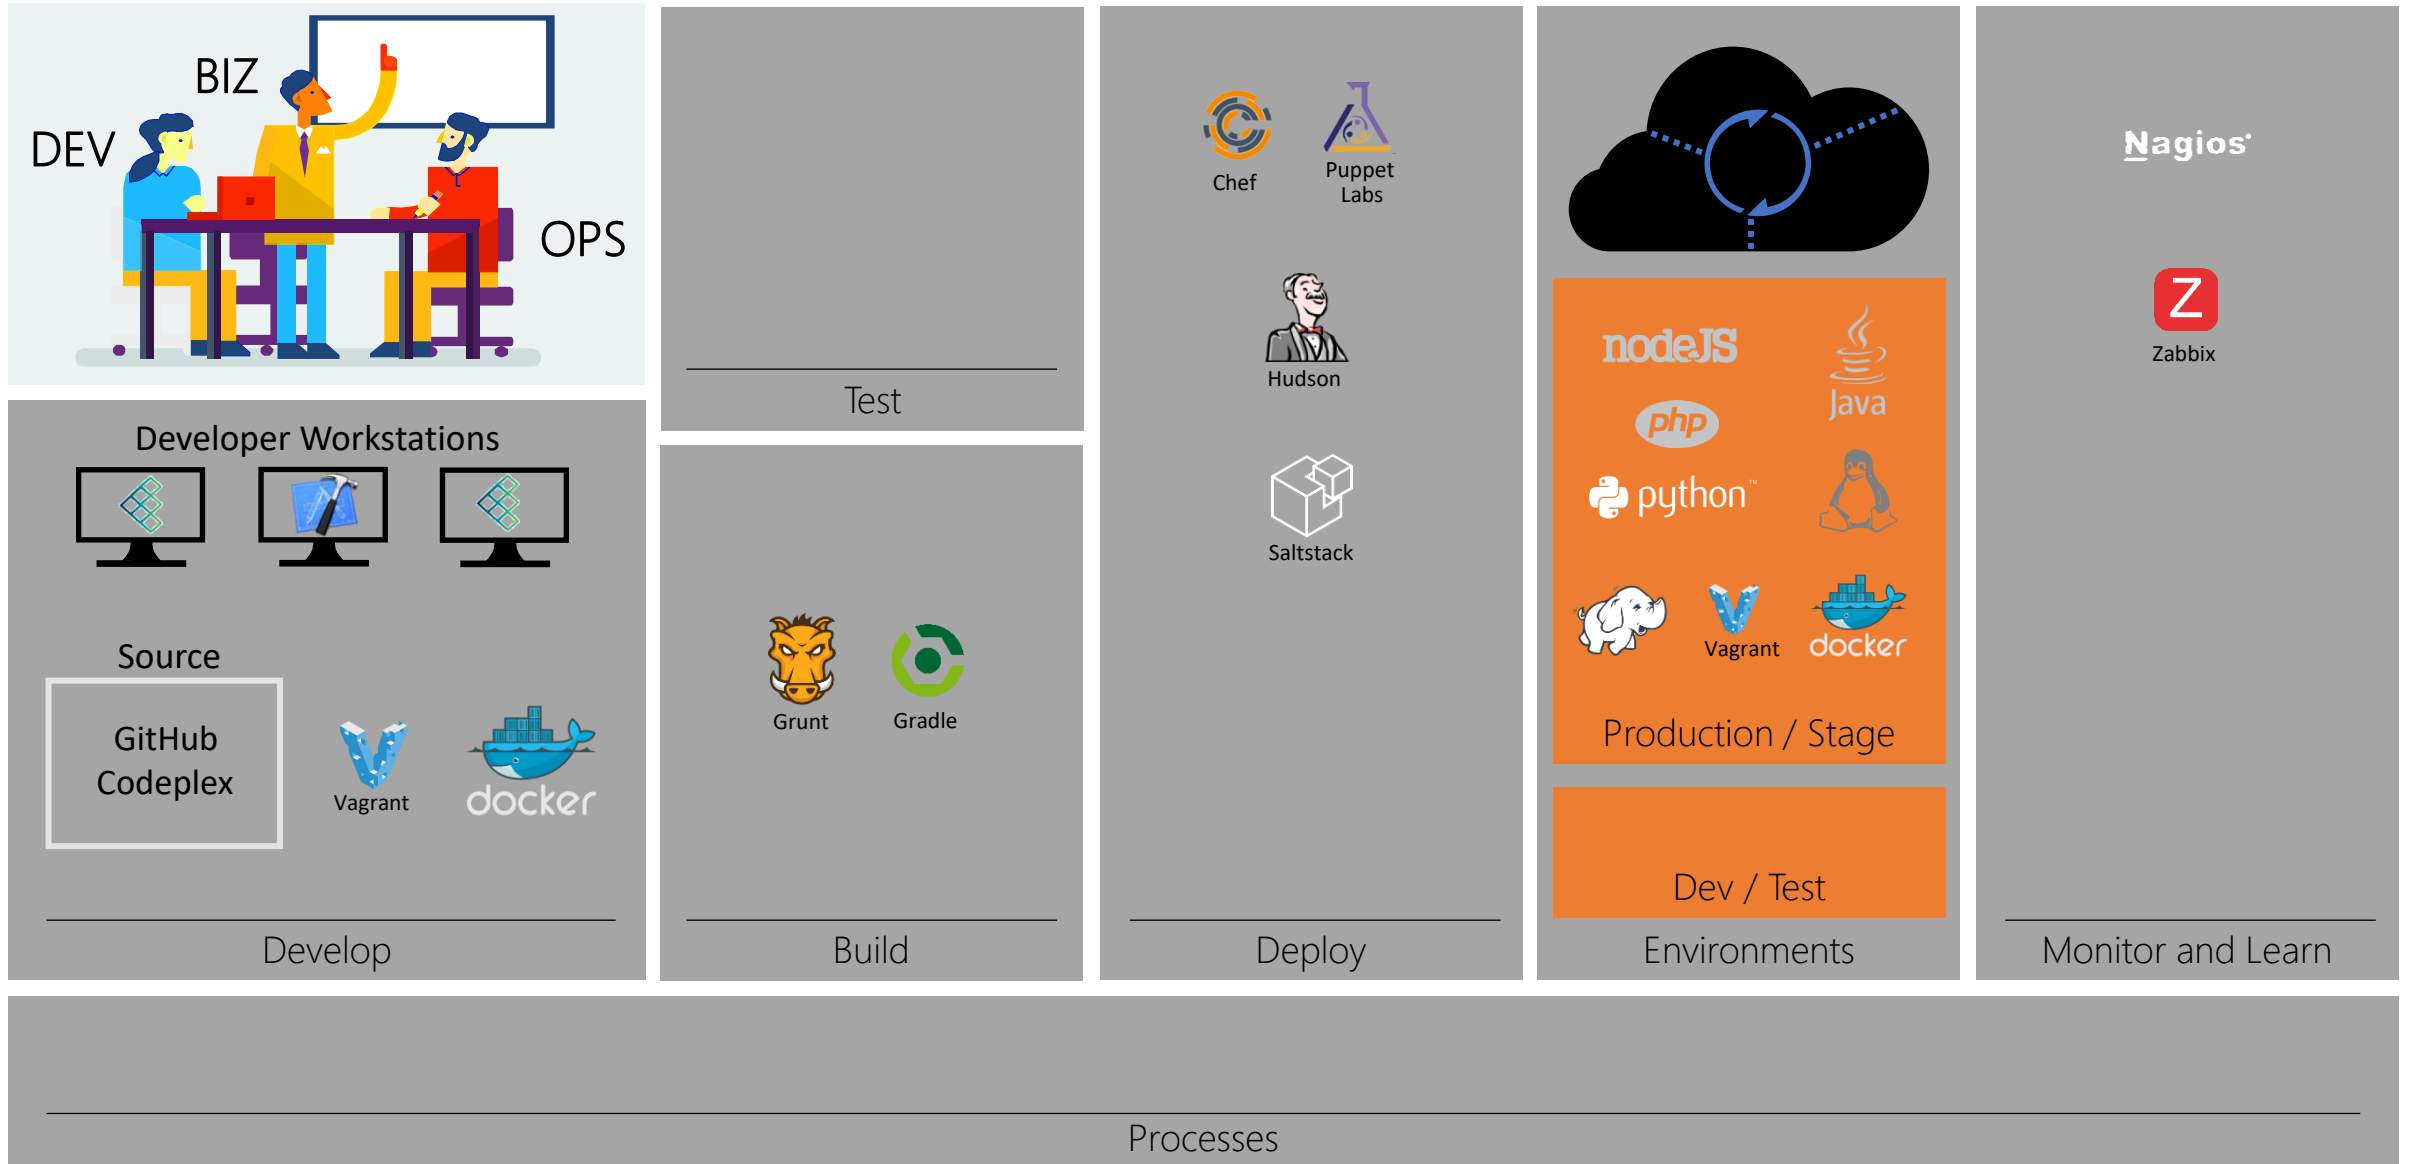 BIZ
DEV
OPS
Developer Workstations
Source
GitHub
Codeplex
Vagrant
docker
Develop
Test
Grunt
Gradle
Build
Chef
Puppet
Labs
Hudson
Saltstack
Deploy
nodeJS
Java
php
python™
Vagrant
docker
Production / Stage
Dev / Test
Environments
Nagios®
Z
Zabbix
Monitor and Learn
Processes